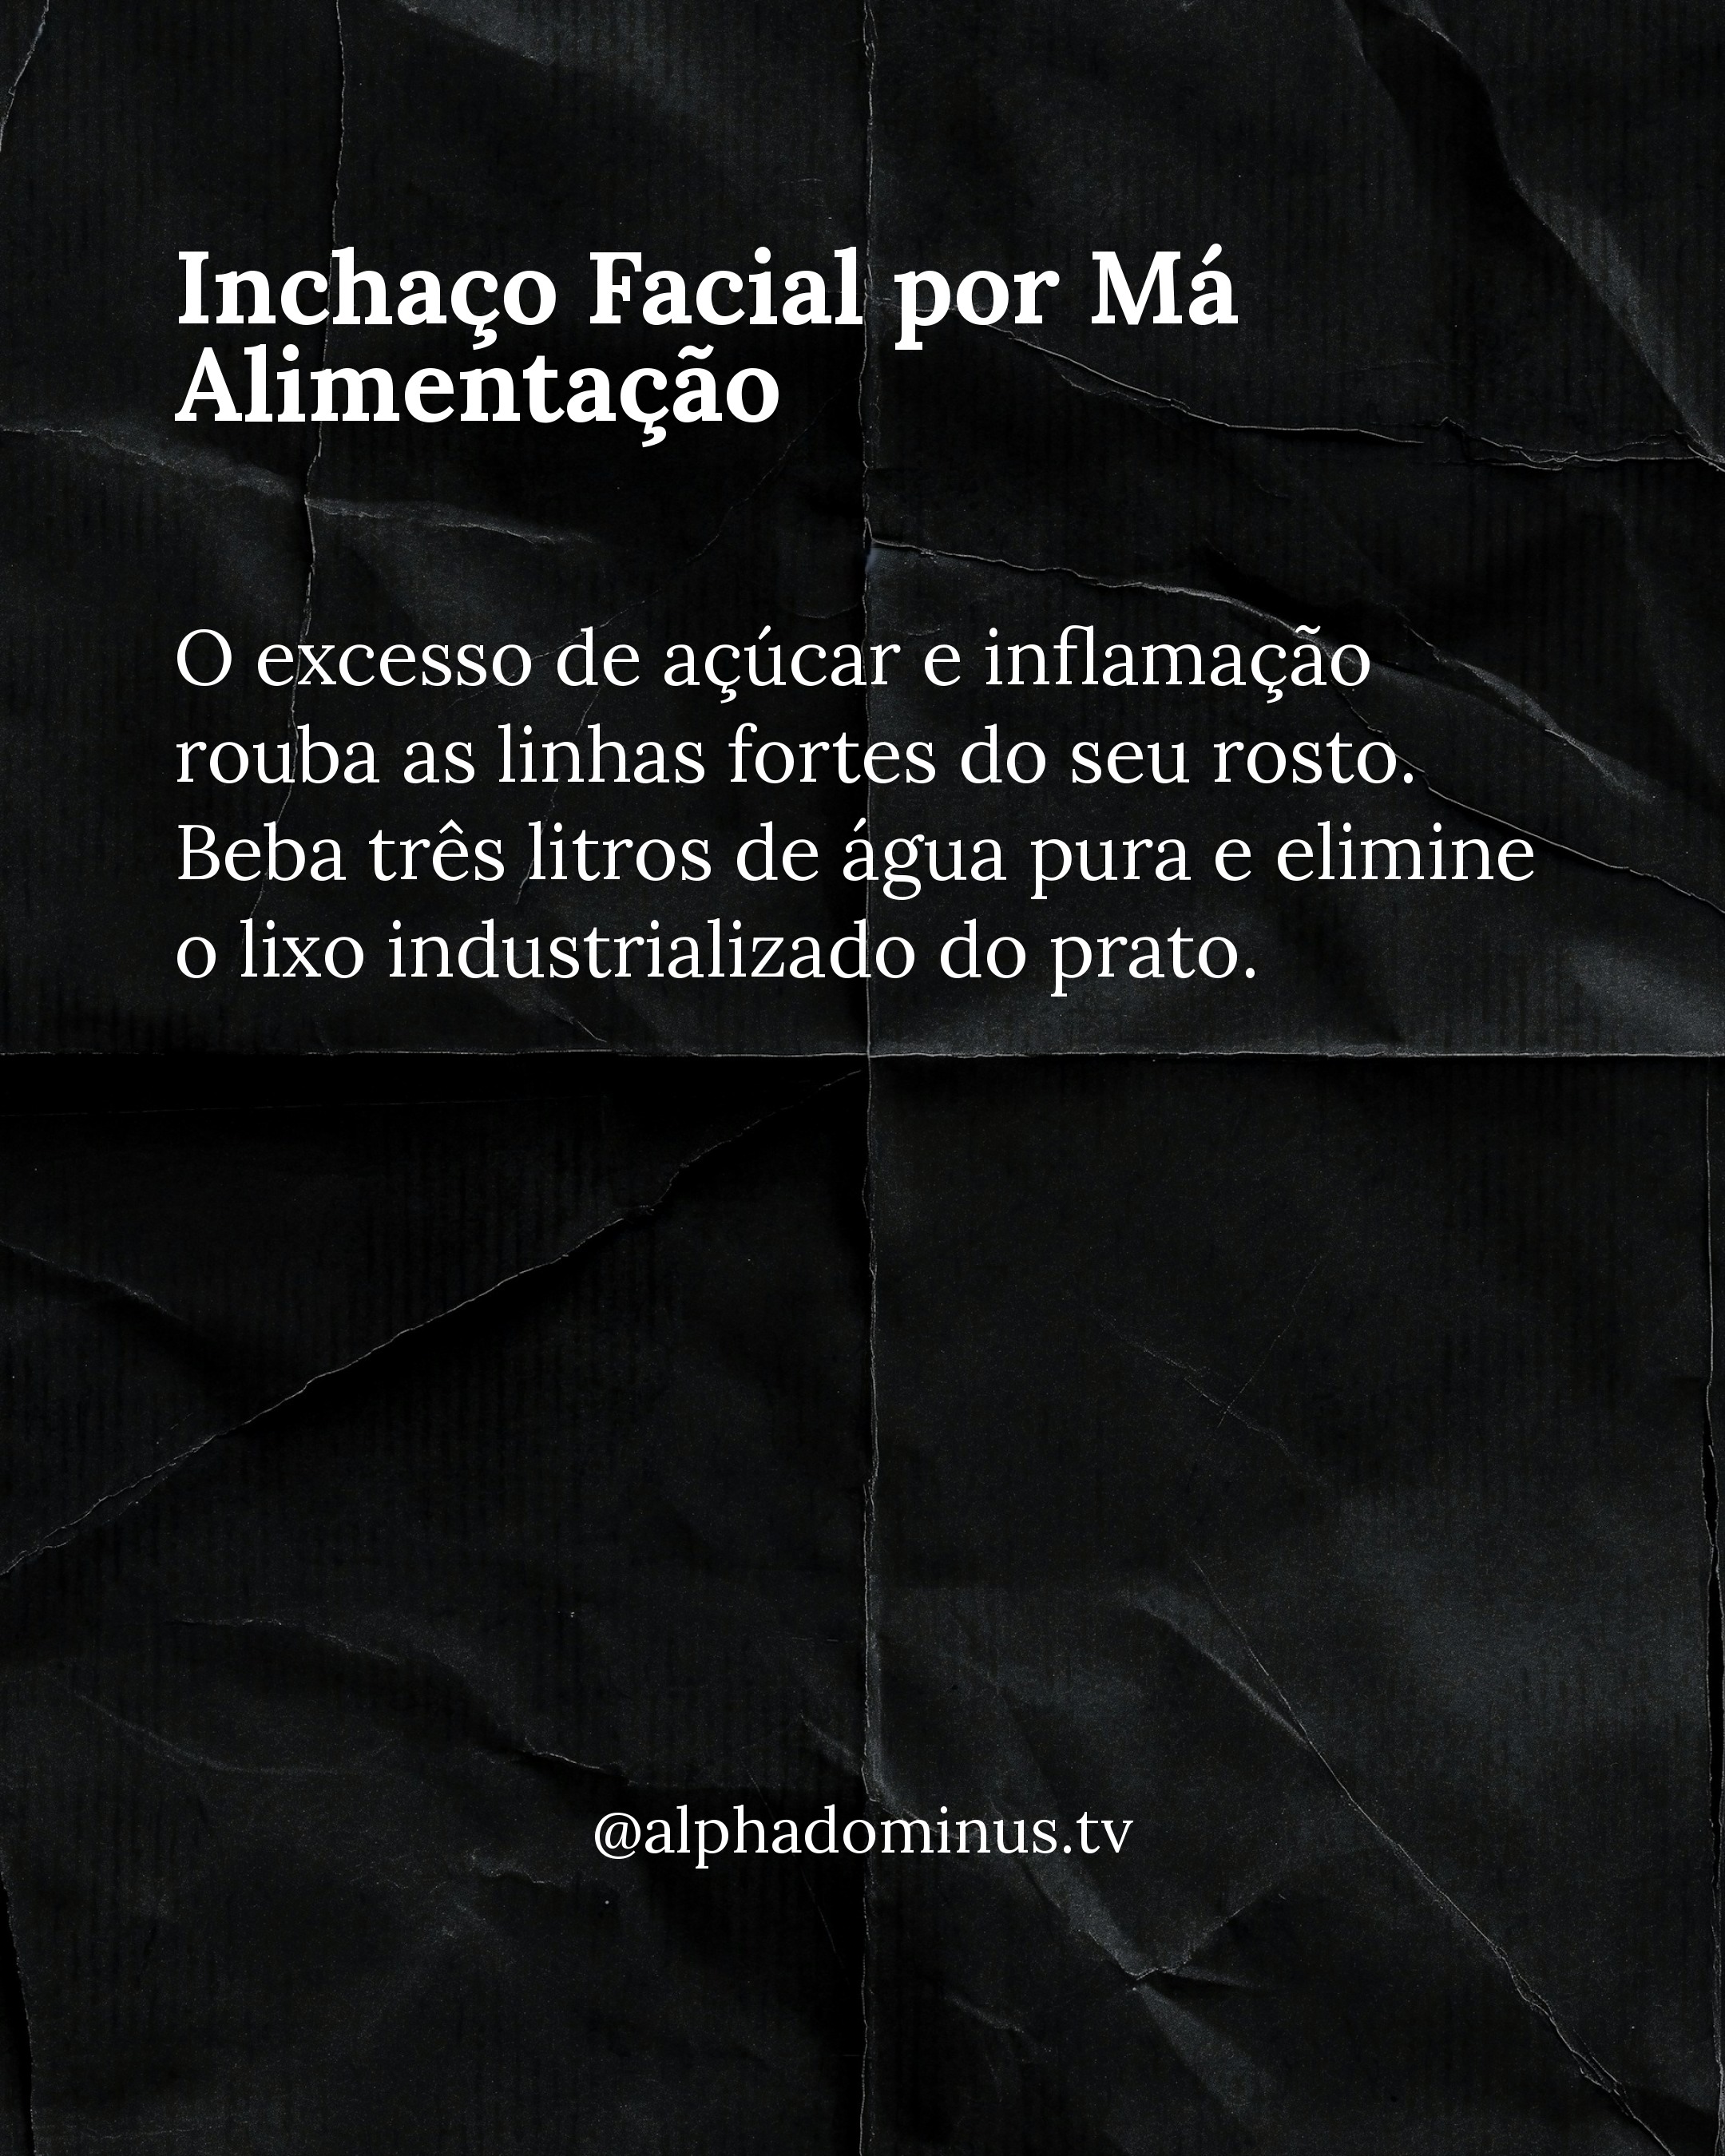 Inchaço Facial por Má
Alimentação
O excesso de açúcar e inflamação
rouba as linhas fortes do seu rosto.
Beba três litros de água pura e elimine
o lixo industrializado do prato.
@alphadominus.tv